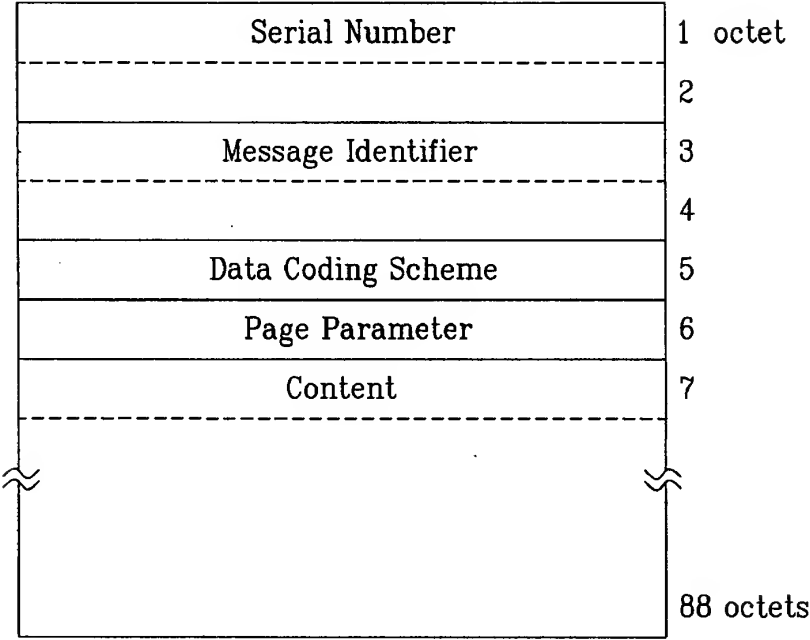 Serial Number 1 octet
2
Message Identifier 3
4
Data Coding Scheme 5
Page Parameter 6
Content 7
88 octets